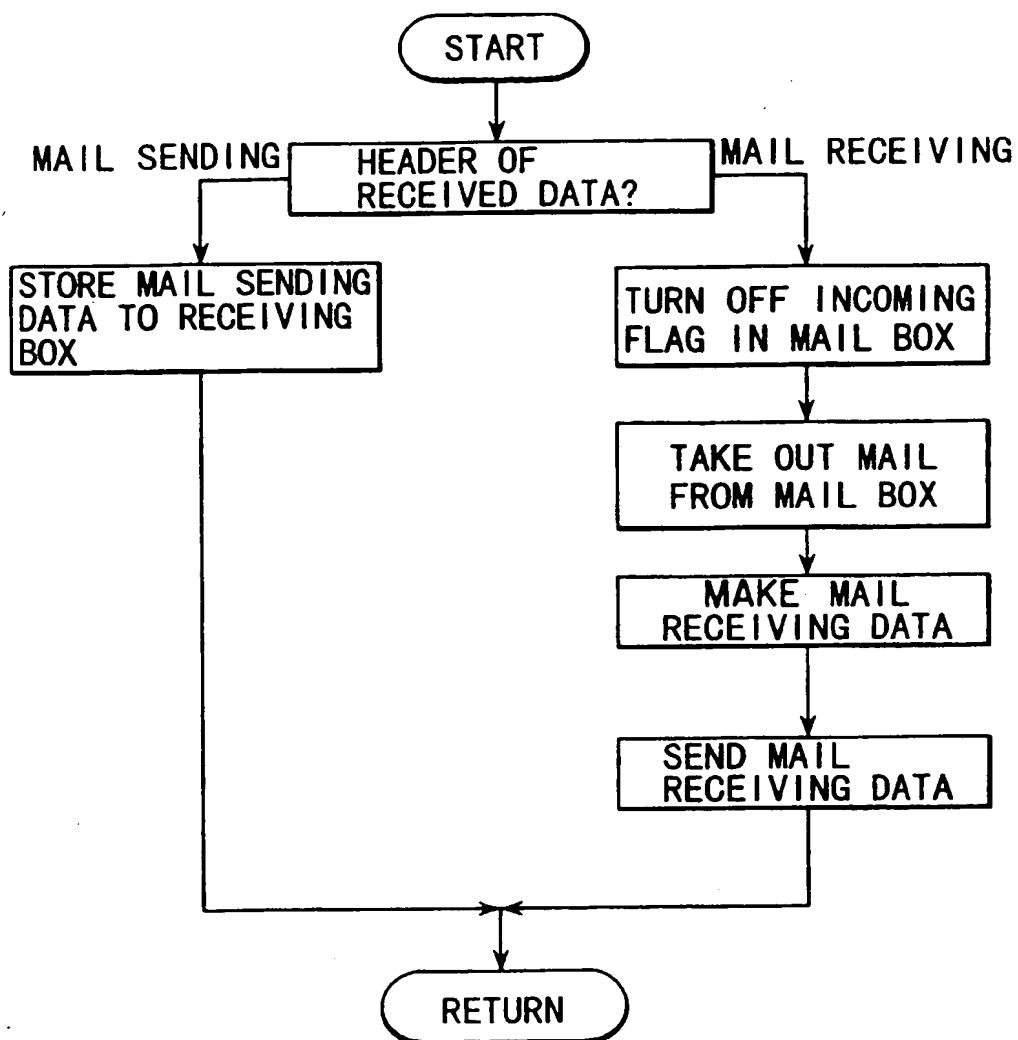 START
MAIL SENDING
HEADER OF
RECEIVED DATA?
MAIL RECEIVING
STORE MAIL SENDING
DATA TO RECEIVING
BOX
TURN OFF INCOMING
FLAG IN MAIL BOX
TAKE OUT MAIL
FROM MAIL BOX
MAKE MAIL
RECEIVING DATA
SEND MAIL
RECEIVING DATA
RETURN